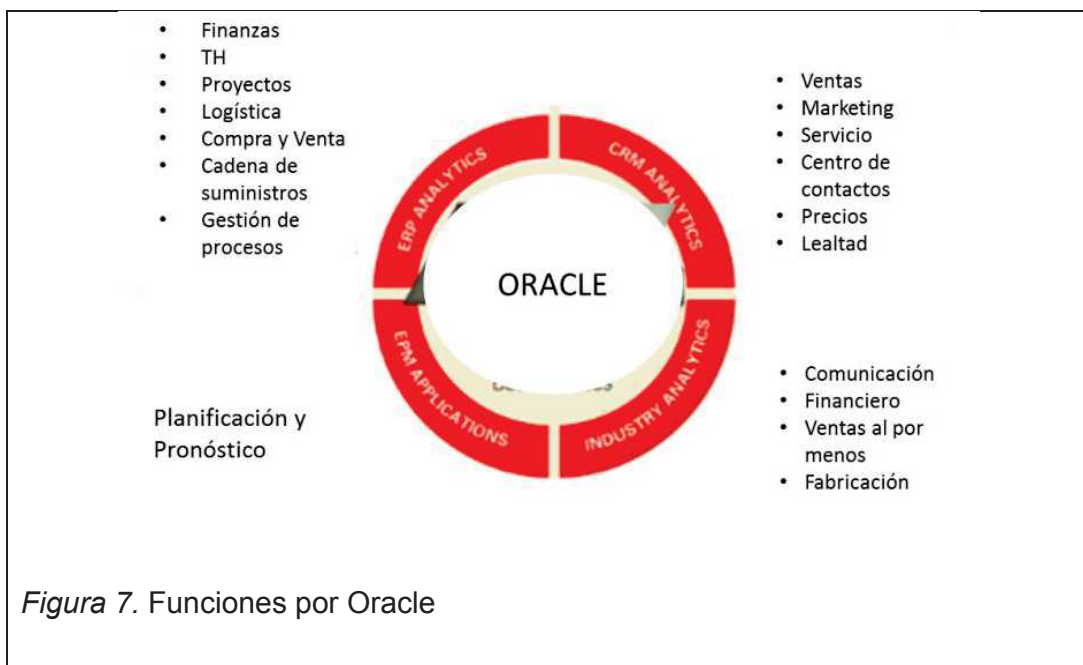 • Finanzas
• TH
• Proyectos
• Logística
• Compra y Venta
• Cadena de
suministros
• Gestión de
procesos
• Ventas
• Marketing
• Servicio
• Centro de
contactos
• Precios
• Lealtad
ERP ANALYTICS
CRM ANALYTICS
ORACLE
EPM APPLICATIONS
INDUSTRY ANALYTICS
Planificación y
Pronóstico
• Comunicación
• Financiero
• Ventas al por
menos
• Fabricación
Figura 7. Funciones por Oracle